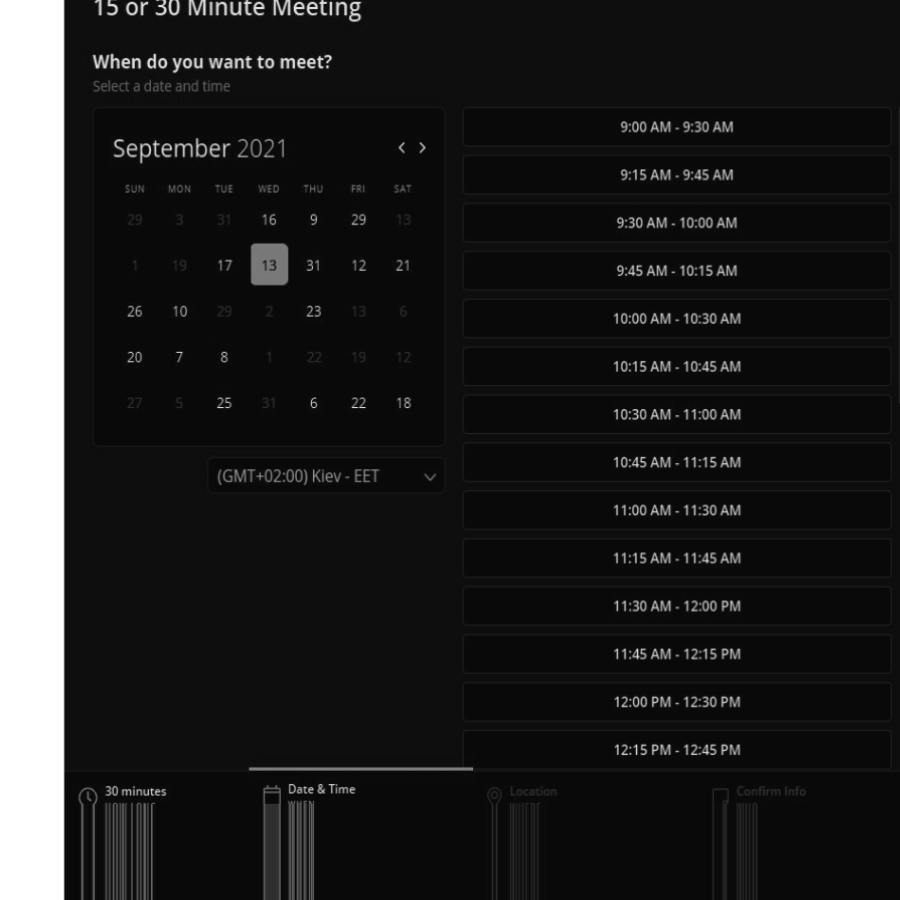 15 or 30 Minute Meeting
When do you want to meet?
Select a date and time
September 2021
SUN MON TUE WED THU FRI SAT
29 3 31 16 9 29 13
1 19 17 13 31 12 21
26 10 29 2 23 13 6
20 7 8 1 22 19 12
27 5 25 31 6 22 18
(GMT+02:00) Kiev - EET
9:00 AM - 9:30 AM
9:15 AM - 9:45 AM
9:30 AM - 10:00 AM
9:45 AM - 10:15 AM
10:00 AM - 10:30 AM
10:15 AM - 10:45 AM
10:30 AM - 11:00 AM
10:45 AM - 11:15 AM
11:00 AM - 11:30 AM
11:15 AM - 11:45 AM
11:30 AM - 12:00 PM
11:45 AM - 12:15 PM
12:00 PM - 12:30 PM
12:15 PM - 12:45 PM
30 minutes Date & Time Location Confirm Info